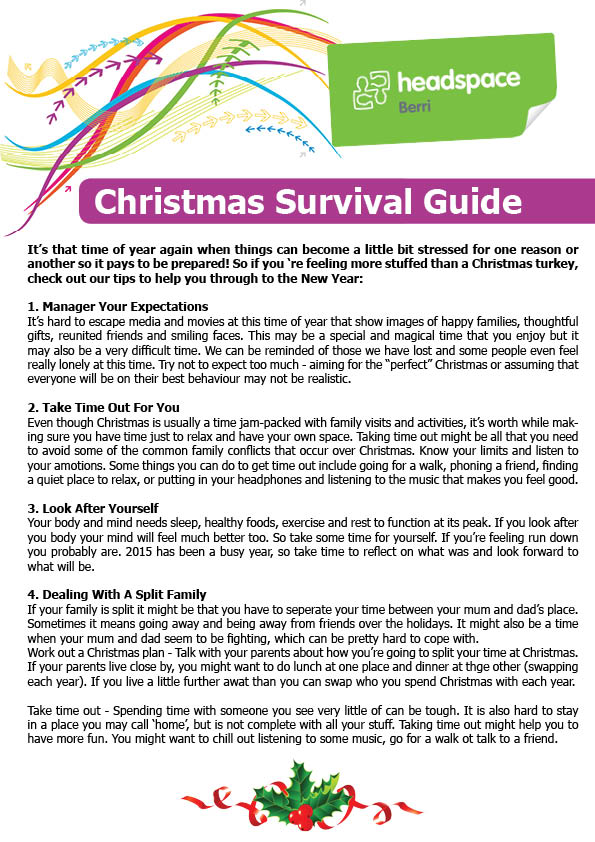 headspace
Berri
Christmas Survival Guide
It's that time of year again when things can become a little bit stressed for one reason or
another so it pays to be prepared! So if you 're feeling more stuffed than a Christmas turkey,
check out our tips to help you through to the New Year:
1. Manager Your Expectations
It's hard to escape media and movies at this time of year that show images of happy families, thoughtful
gifts, reunited friends and smiling faces. This may be a special and magical time that you enjoy but it
may also be a very difficult time. We can be reminded of those we have lost and some people even feel
really lonely at this time. Try not to expect too much - aiming for the "perfect" Christmas or assuming that
everyone will be on their best behaviour may not be realistic.
2. Take Time Out For You
Even though Christmas is usually a time jam-packed with family visits and activities, it's worth while mak-
ing sure you have time just to relax and have your own space. Taking time out might be all that you need
to avoid some of the common family conflicts that occur over Christmas. Know your limits and listen to
your amotions. Some things you can do to get time out include going for a walk, phoning a friend, finding
a quiet place to relax, or putting in your headphones and listening to the music that makes you feel good.
3. Look After Yourself
Your body and mind needs sleep, healthy foods, exercise and rest to function at its peak. If you look after
you body your mind will feel much better too. So take some time for yourself. If you're feeling run down
you probably are. 2015 has been a busy year, so take time to reflect on what was and look forward to
what will be.
4. Dealing With A Split Family
If your family is split it might be that you have to seperate your time between your mum and dad's place.
Sometimes it means going away and being away from friends over the holidays. It might also be a time
when your mum and dad seem to be fighting, which can be pretty hard to cope with.
Work out a Christmas plan - Talk with your parents about how you're going to split your time at Christmas.
If your parents live close by, you might want to do lunch at one place and dinner at thge other (swapping
each year). If you live a little further awat than you can swap who you spend Christmas with each year.
Take time out - Spending time with someone you see very little of can be tough. It is also hard to stay
in a place you may call 'home', but is not complete with all your stuff. Taking time out might help you to
have more fun. You might want to chill out listening to some music, go for a walk ot talk to a friend.